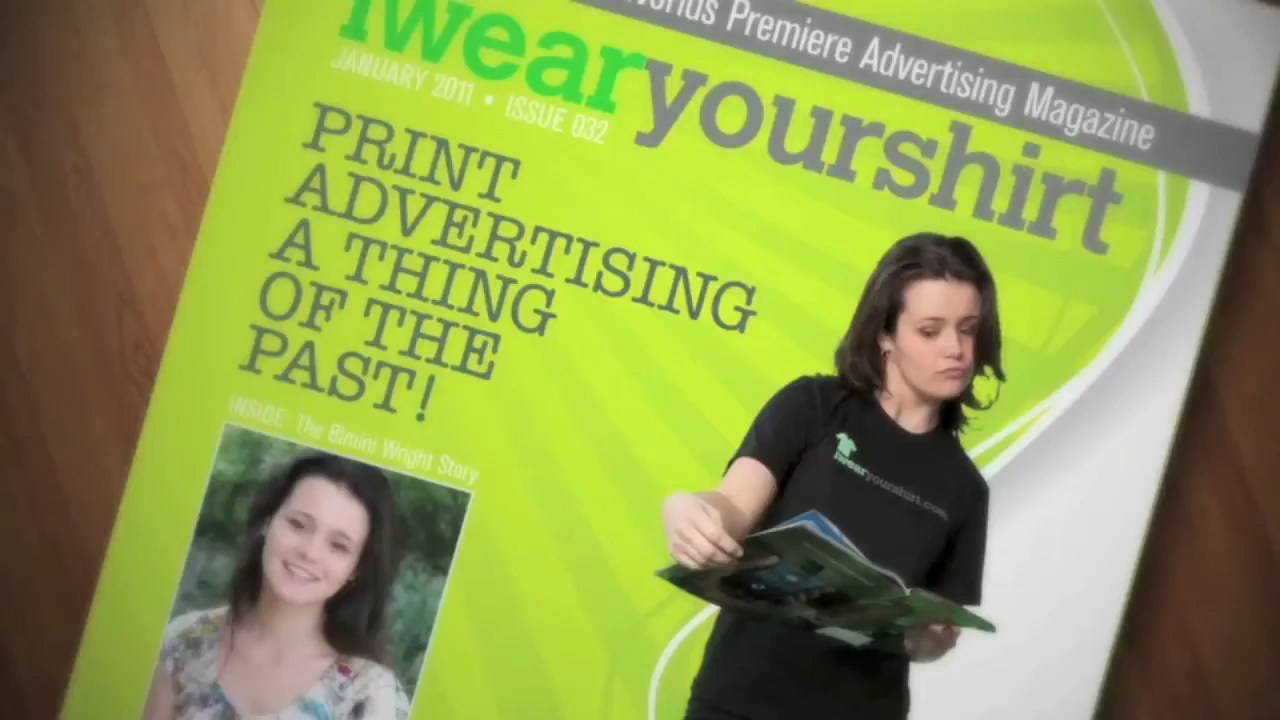 Worlds Premiere Advertising Magazine
iwearyourshirt
JANUARY 2011 • ISSUE 032
PRINT
ADVERTISING
A THING
OF THE
PAST!
INSIDE: The Bimini Wright Story
iwearyourshirt.com